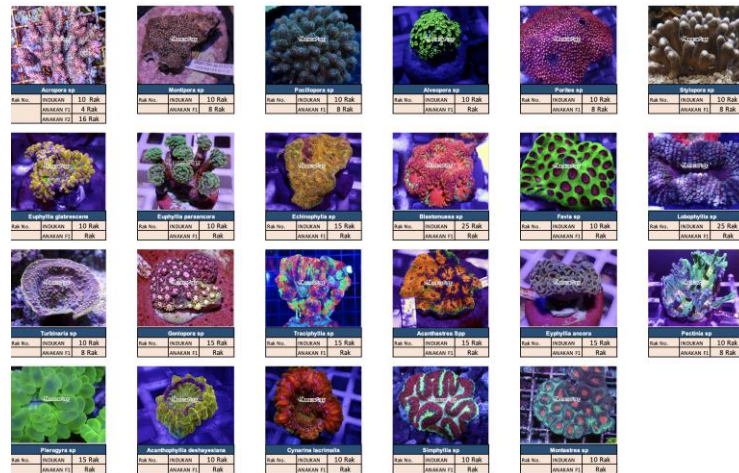 Acropora sp
Rak No. INDUKAN 10 Rak
ANAKAN F1 4 Rak
ANAKAN F2 16 Rak
Montipora sp
Rak No. INDUKAN 10 Rak
ANAKAN F1 8 Rak
Pocillopora sp
Rak No. INDUKAN 10 Rak
ANAKAN F1 8 Rak
Alveopora sp
Rak No. INDUKAN 10 Rak
ANAKAN F1 Rak
Porites sp
Rak No. INDUKAN 10 Rak
ANAKAN F1 8 Rak
Stylopora sp
Rak No. INDUKAN 10 Rak
ANAKAN F1 8 Rak
Euphyllia glabrescens
Rak No. INDUKAN 10 Rak
ANAKAN F1 Rak
Euphyllia parsancora
Rak No. INDUKAN 10 Rak
ANAKAN F1 Rak
Echinophylia sp
Rak No. INDUKAN 15 Rak
ANAKAN F1 Rak
Blastomussa sp
Rak No. INDUKAN 25 Rak
ANAKAN F1 Rak
Favia sp
Rak No. INDUKAN 10 Rak
ANAKAN F1 Rak
Lobophyllia sp
Rak No. INDUKAN 25 Rak
ANAKAN F1 Rak
Turbinaria sp
Rak No. INDUKAN 10 Rak
ANAKAN F1 8 Rak
Goniopora sp
Rak No. INDUKAN 15 Rak
ANAKAN F1 Rak
Traciphyllia sp
Rak No. INDUKAN 15 Rak
ANAKAN F1 Rak
Acanthastrea Spp
Rak No. INDUKAN 15 Rak
ANAKAN F1 Rak
Eyphyllia ancora
Rak No. INDUKAN 15 Rak
ANAKAN F1 Rak
Pectinia sp
Rak No. INDUKAN 10 Rak
ANAKAN F1 8 Rak
Plerogyra sp
Rak No. INDUKAN 15 Rak
ANAKAN F1 Rak
Acanthophyllia deshayesiana
Rak No. INDUKAN 10 Rak
ANAKAN F1 Rak
Cynarina lacrimalis
Rak No. INDUKAN 10 Rak
ANAKAN F1 Rak
Simphyllia sp
Rak No. INDUKAN 10 Rak
ANAKAN F1 Rak
Montastrea sp
Rak No. INDUKAN 10 Rak
ANAKAN F1 Rak